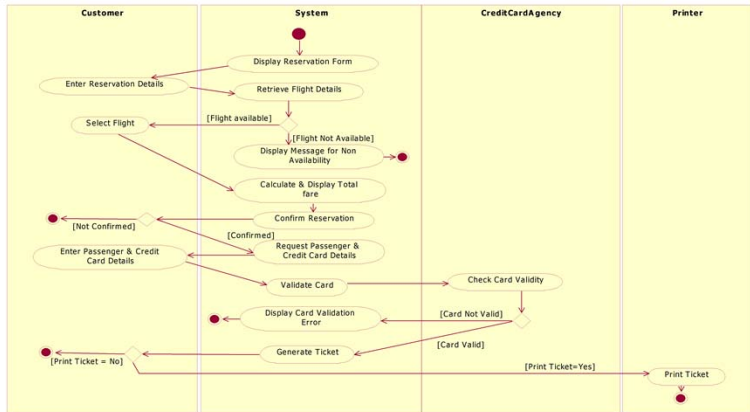 Customer
System
CreditCardAgency
Printer
Display Reservation Form
Enter Reservation Details
Retrieve Flight Details
[Flight available]
Select Flight
[Flight Not Available]
Display Message for Non
Availability
Calculate & Display Total
fare
Confirm Reservation
[Not Confirmed]
[Confirmed]
Enter Passenger & Credit
Card Details
Request Passenger &
Credit Card Details
Validate Card
Check Card Validity
Display Card Validation
Error
[Card Not Valid]
[Card Valid]
Generate Ticket
[Print Ticket = No]
[Print Ticket=Yes]
Print Ticket